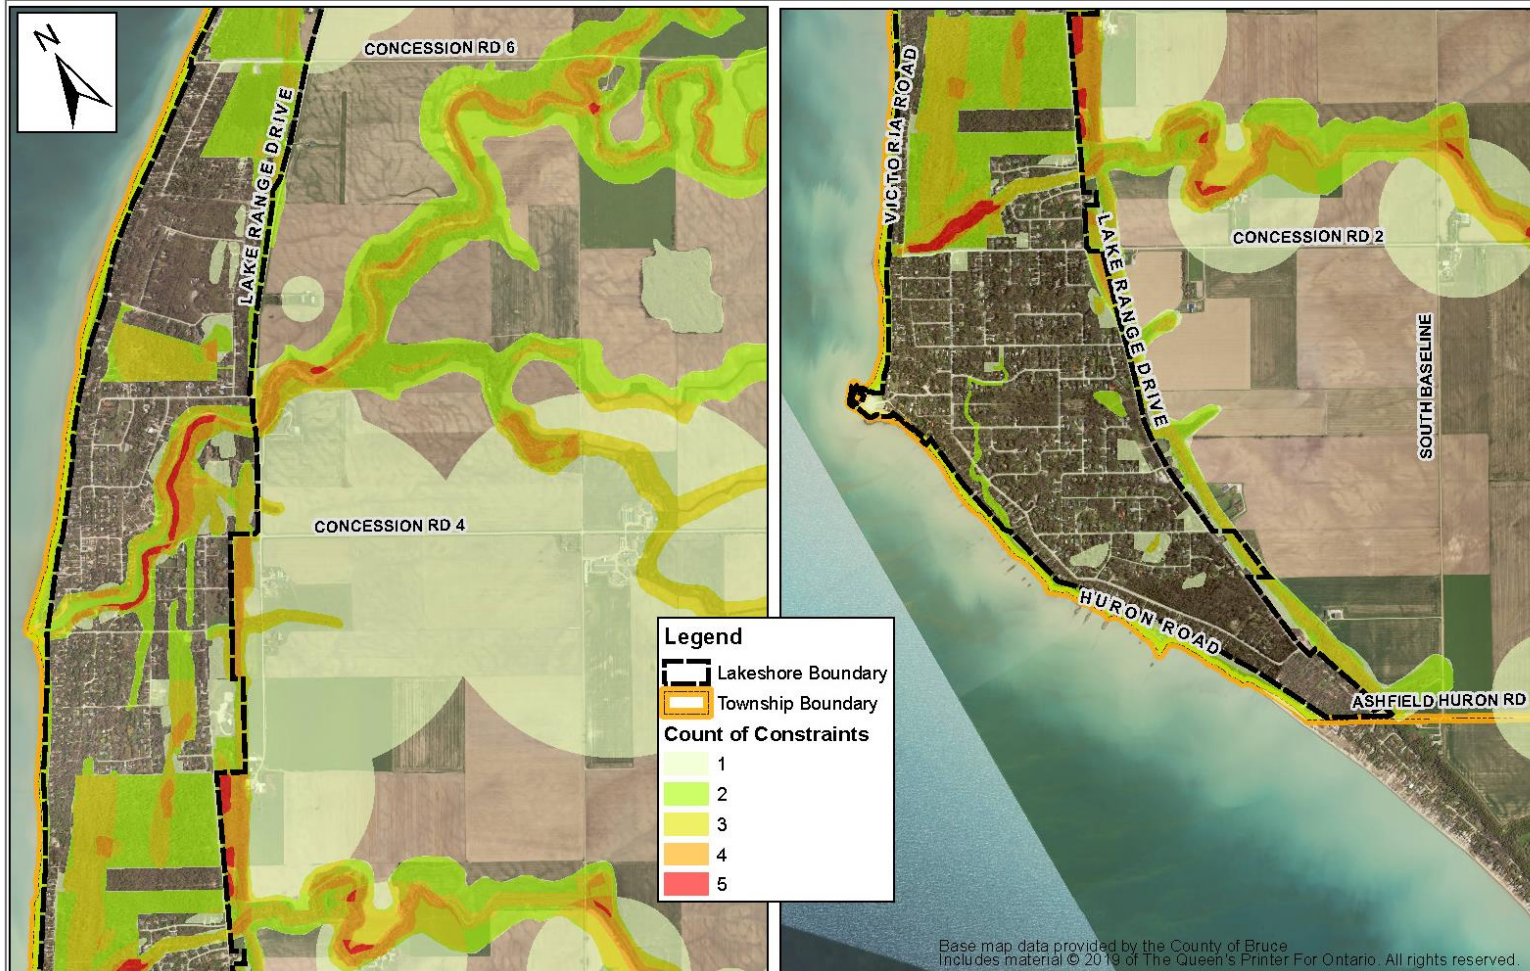 N
CONCESSION RD 6
LAKE RANGE DRIVE
CONCESSION RD 4
VICTORIA ROAD
CONCESSION RD 2
LAKE RANGE DRIVE
SOUTH BASELINE
HURON ROAD
ASHFIELD HURON RD
Legend
Lakeshore Boundary
Township Boundary
Count of Constraints
1
2
3
4
5
Base map data provided by the County of Bruce
Includes material © 2019 of The Queen's Printer For Ontario. All rights reserved.